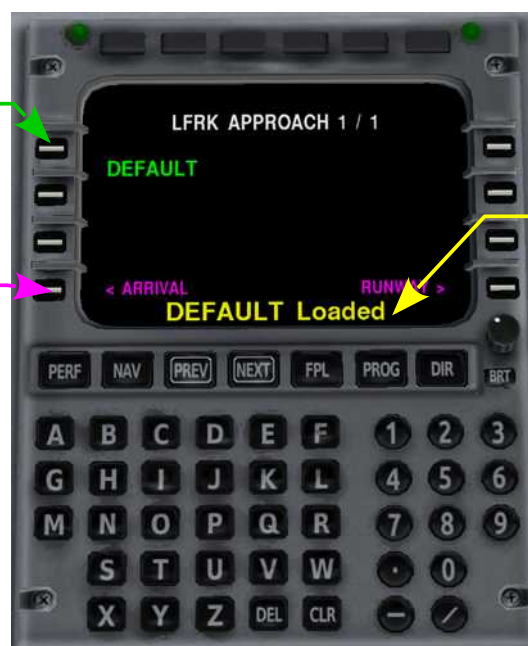 LFRK APPROACH 1 / 1
DEFAULT
< ARRIVAL RUNWAY >
DEFAULT Loaded
PERF NAV PREV NEXT FPL PROG DIR BRT
A B C D E F 1 2 3
G H I J K L 4 5 6
M N O P Q R 7 8 9
S T U V W . 0
X Y Z DEL CLR - /